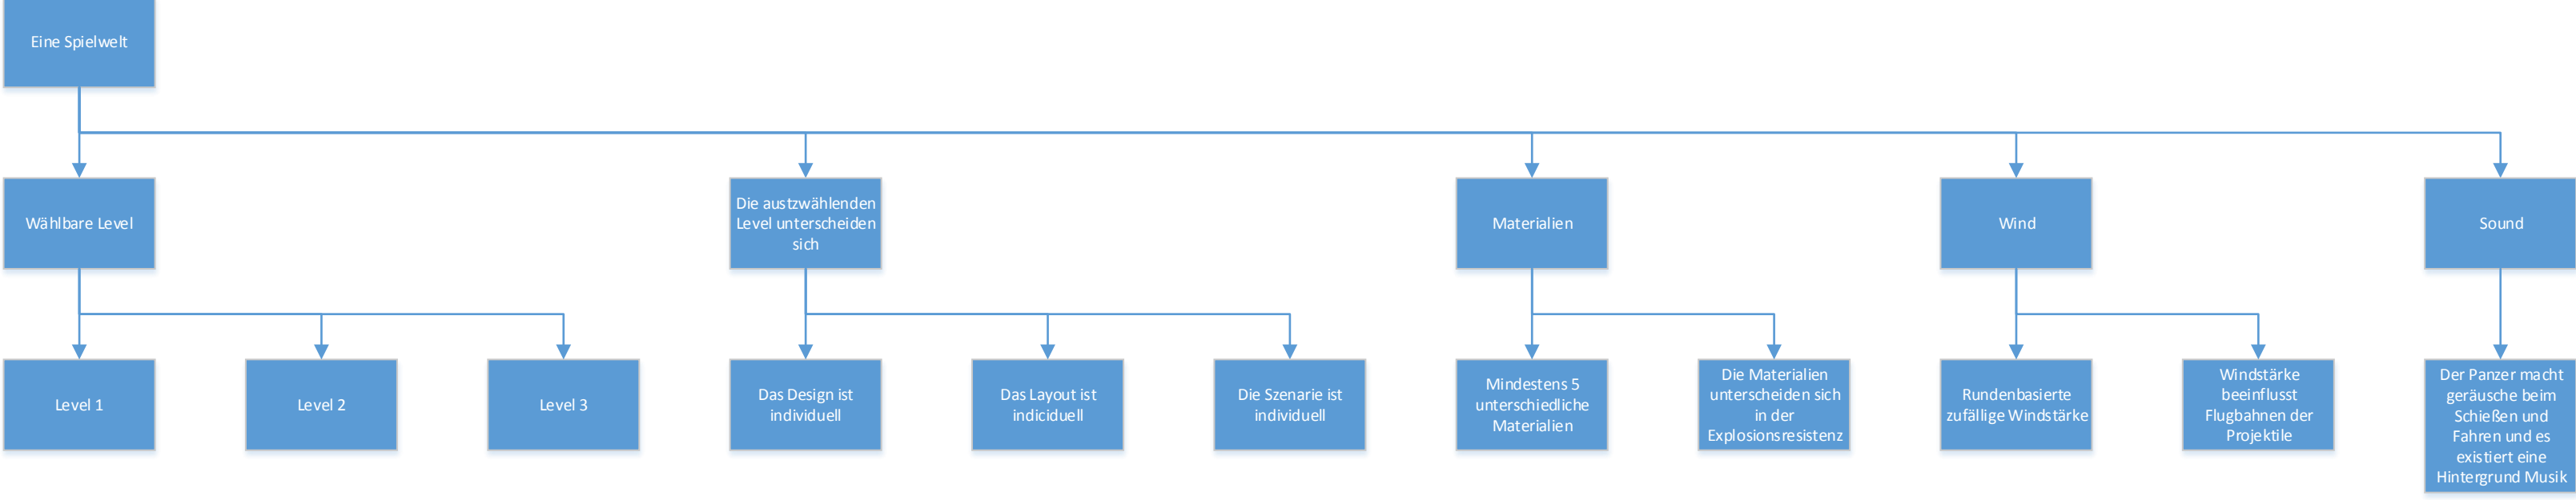 Eine Spielwelt
Wählbare Level
Die austzwählenden
Level unterscheiden
sich
Materialien
Wind
Sound
Level 1
Level 2
Level 3
Das Design ist
individuell
Das Layout ist
indiciduell
Die Szenarie ist
individuell
Mindestens 5
unterschiedliche
Materialien
Die Materialien
unterscheiden sich
in der
Explosionsresistenz
Rundenbasierte
zufällige Windstärke
Windstärke
beeinflusst
Flugbahnen der
Projektile
Der Panzer macht
geräusche beim
Schießen und
Fahren und es
existiert eine
Hintergrund Musik